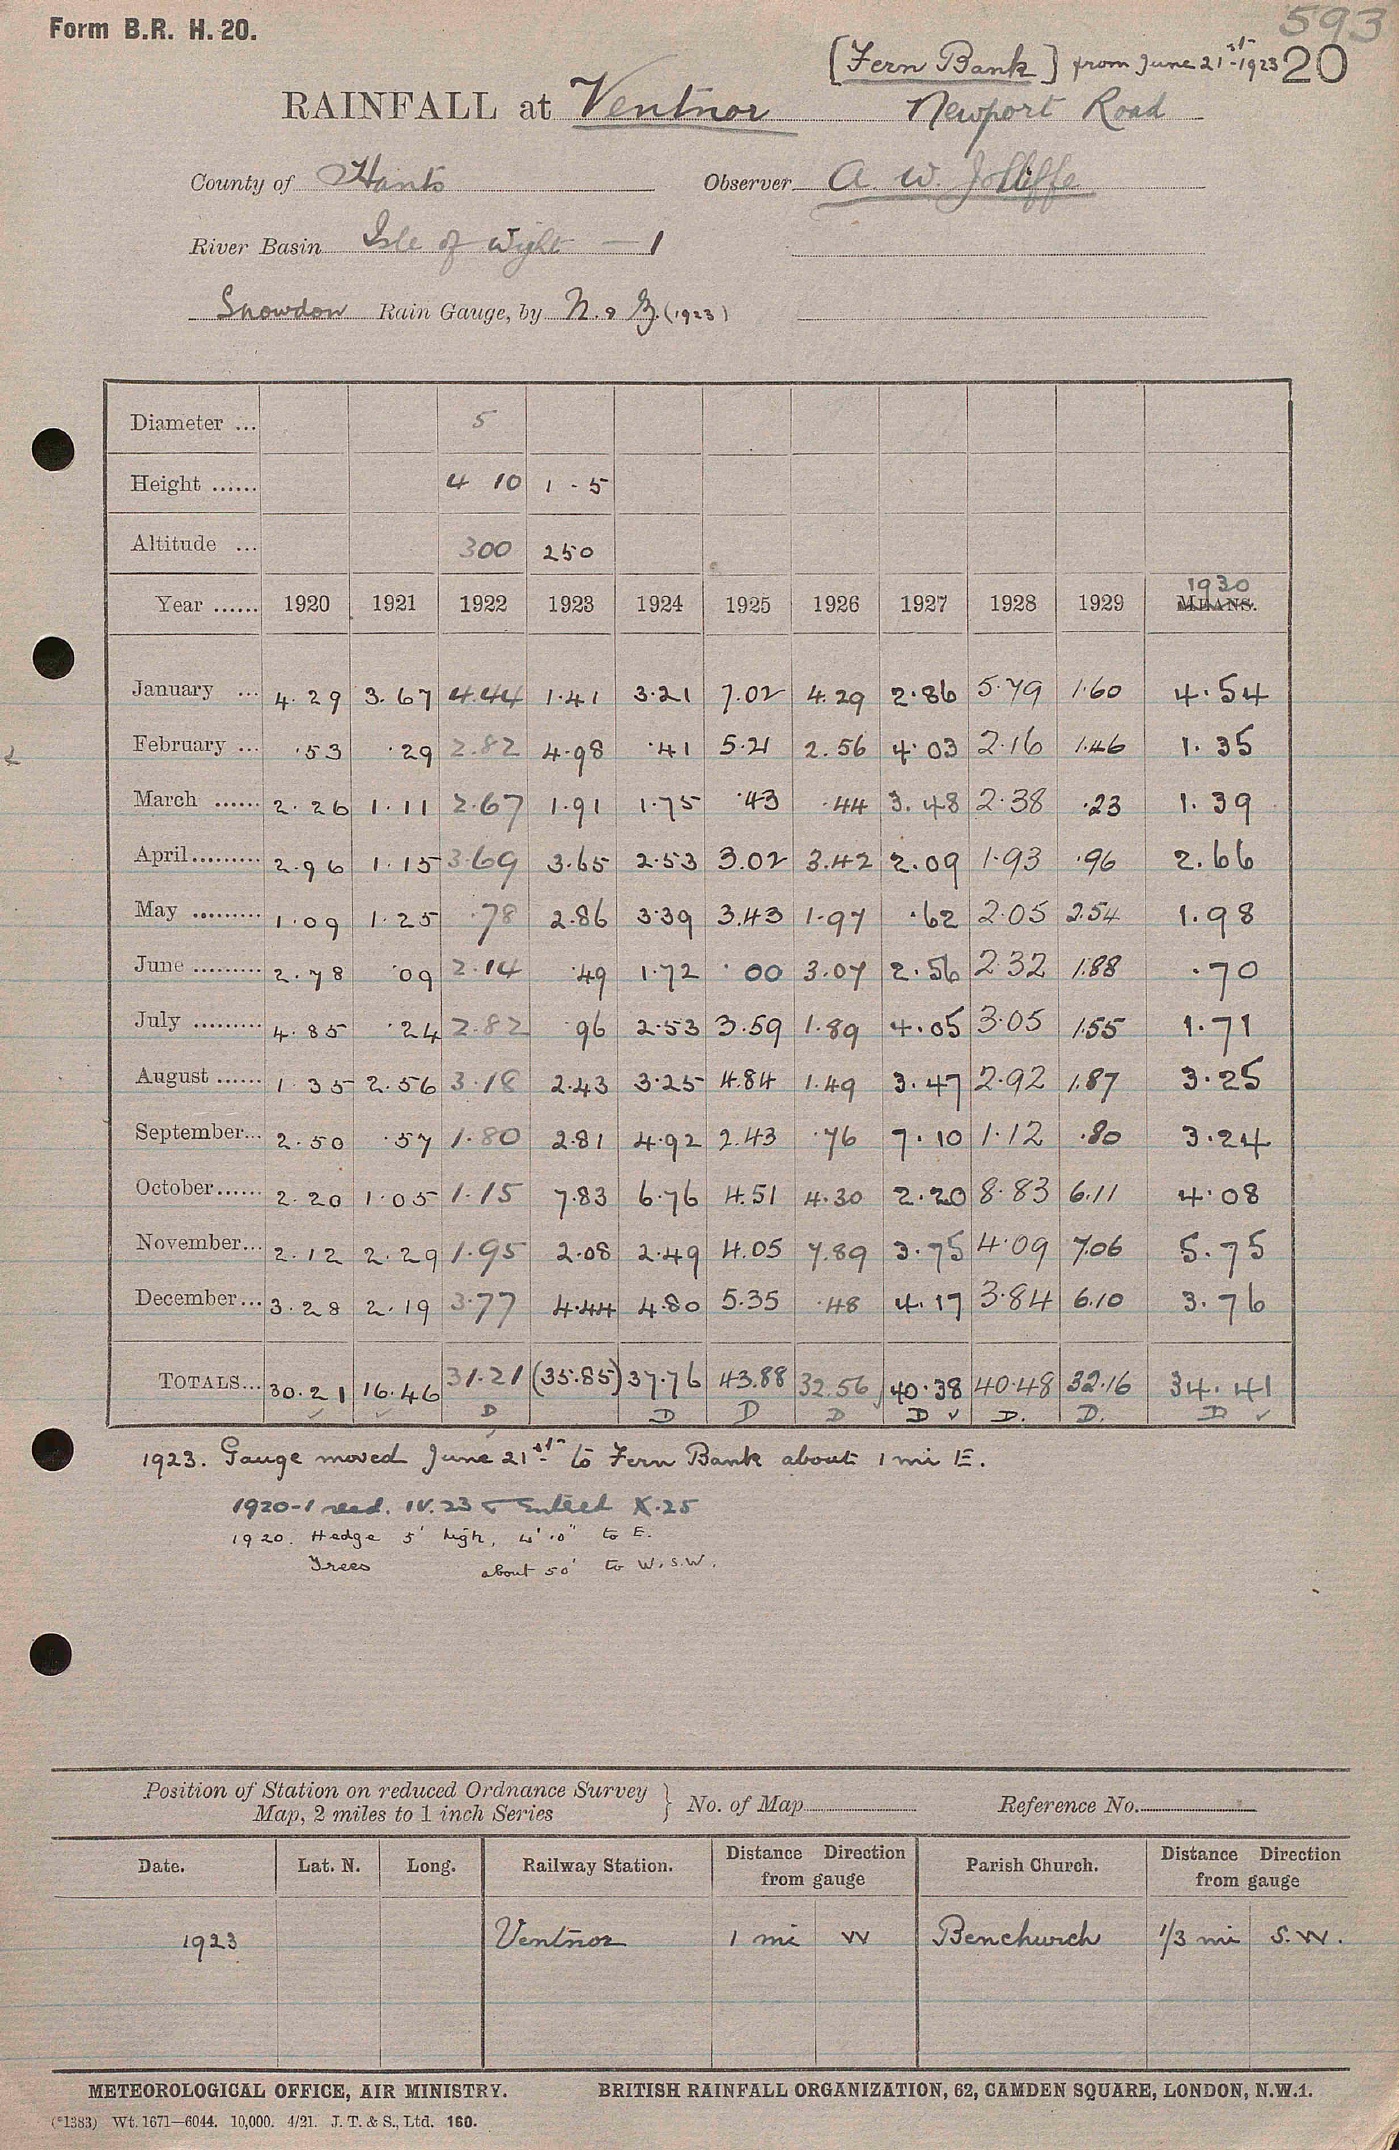 Form B.R. H. 20.
593
[Fern Bank] from June 21st 1923 20
RAINFALL at Ventnor Newport Road
County of Hants Observer A. W. Jolliffe
River Basin Isle of Wight — 1
Snowdon Rain Gauge, by N. & Z. (1923)
Diameter ... 5
Height ...... 4 10 1 - 5
Altitude ... 300 250
1930
Year ...... 1920 1921 1922 1923 1924 1925 1926 1927 1928 1929 MEANS.
January ... 4.29 3.67 4.44 1.41 3.21 7.02 4.29 2.86 5.79 1.60 4.54
February ... .53 .29 2.82 4.98 .41 5.21 2.56 4.03 2.16 1.46 1.35
March ...... 2.26 1.11 2.67 1.91 1.75 .43 .44 3.48 2.38 .23 1.39
April......... 2.96 1.15 3.69 3.65 2.53 3.02 3.42 2.09 1.93 .96 2.66
May ......... 1.09 1.25 .78 2.86 3.39 3.43 1.97 .62 2.05 2.54 1.98
June ......... 2.78 .09 2.14 .49 1.72 .00 3.07 2.56 2.32 1.88 .70
July ......... 4.85 .24 2.82 .96 2.53 3.59 1.89 4.05 3.05 1.55 1.71
August ...... 1.35 2.56 3.18 2.43 3.25 4.84 1.49 3.47 2.92 1.87 3.25
September... 2.50 .57 1.80 2.81 4.92 2.43 .76 7.10 1.12 .80 3.24
October...... 2.20 1.05 1.15 7.83 6.76 4.51 4.30 2.20 8.83 6.11 4.08
November... 2.12 2.29 1.95 2.08 2.49 4.05 7.89 3.75 4.09 7.06 5.75
December... 3.28 2.19 3.77 4.44 4.80 5.35 .48 4.17 3.84 6.10 3.76
TOTALS... 30.21 16.46 31.21 (35.85) 37.76 43.88 32.56 40.38 40.48 32.16 34.41
✓ ✓ D D D D D ✓ D. D. D ✓
1923. Gauge moved June 21st to Fern Bank about 1 mi E.
1920-1 recd. IV.23 & Entered X.25
1920. Hedge 5' high, 4' 10" to E.
Trees about 50' to W.S.W.
Position of Station on reduced Ordnance Survey
Map, 2 miles to 1 inch Series } No. of Map Reference No.
Date. Lat. N. Long. Railway Station. Distance Direction from gauge Parish Church. Distance Direction from gauge
1923 Ventnor 1 mi W Bonchurch 1/3 mi S.W.
METEOROLOGICAL OFFICE, AIR MINISTRY. BRITISH RAINFALL ORGANIZATION, 62, CAMDEN SQUARE, LONDON, N.W.1.
(*1383) Wt. 1671—6044. 10,000. 4/21. J. T. & S., Ltd. 160.